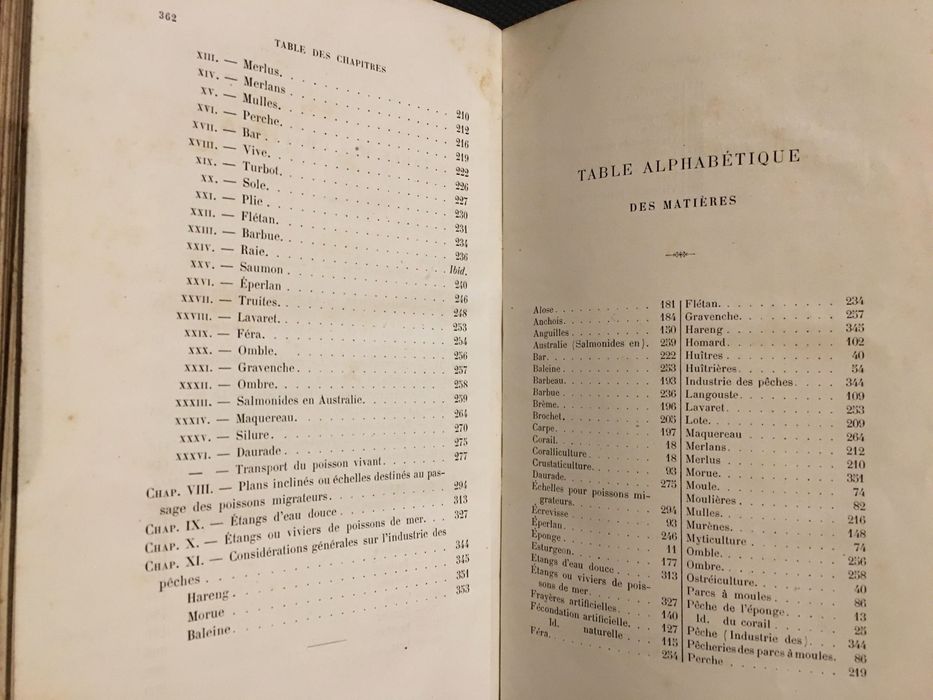 362
TABLE DES CHAPITRES
XIII. — Merlus. 210
XIV. — Merlans 212
XV. — Mulles. 216
XVI. — Perche. 219
XVII. — Bar 222
XVIII. — Vive. 226
XIX. — Turbot. 227
XX. — Sole. 230
XXI. — Plie. 231
XXII. — Flétan. 234
XXIII. — Barbue. 236
XXIV. — Raie. Ibid.
XXV. — Saumon 240
XXVI. — Éperlan 246
XXVII. — Truites. 248
XXVIII. — Lavaret. 253
XXIX. — Féra. 254
XXX. — Omble. 256
XXXI. — Gravenche. 257
XXXII. — Ombre. 258
XXXIII. — Salmonides en Australie. 259
XXXIV. — Maquereau. 264
XXXV. — Silure. 270
XXXVI. — Daurade. 275
— — Transport du poisson vivant. 277
CHAP. VIII. — Plans inclinés ou échelles destinés au pas-
sage des poissons migrateurs. 294
CHAP. IX. — Étangs d'eau douce 313
CHAP. X. — Étangs ou viviers de poissons de mer. 327
CHAP. XI. — Considérations générales sur l'industrie des
pêches 344
Hareng 345
Morue 351
Baleine. 353
TABLE ALPHABÉTIQUE
DES MATIÈRES
Alose. 181
Anchois. 184
Anguilles 150
Australie (Salmonides en). 259
Bar. 222
Baleine 253
Barbeau. 193
Barbue 236
Brème. 196
Brochet. 205
Carpe. 197
Corail. 18
Coralliculture 18
Crustaciculture. 93
Daurade. 275
Échelles pour poissons mi-
grateurs. 294
Écrevisse 93
Éperlan. 246
Éponge 11
Esturgeon. 177
Étangs d'eau douce 313
Étangs ou viviers de pois-
sons de mer. 327
Frayères artificielles. 140
Fécondation artificielle. 127
Id. naturelle 115
Féra. 254
Flétan. 234
Gravenche. 257
Hareng 345
Homard 102
Huîtres 40
Huîtrières 54
Industrie des pêches. 344
Langouste 109
Lavaret 253
Lote. 209
Maquereau 264
Merlans. 212
Merlus 210
Morue. 351
Moule. 74
Moulières 82
Mulles. 216
Murènes. 148
Myticulture 74
Omble. 256
Ombre 258
Ostréiculture. 40
Parcs à moules 86
Pêche de l'éponge 13
Id. du corail 25
Pêche (Industrie des) 344
Pêcheries des parcs à moules. 86
Perche 219